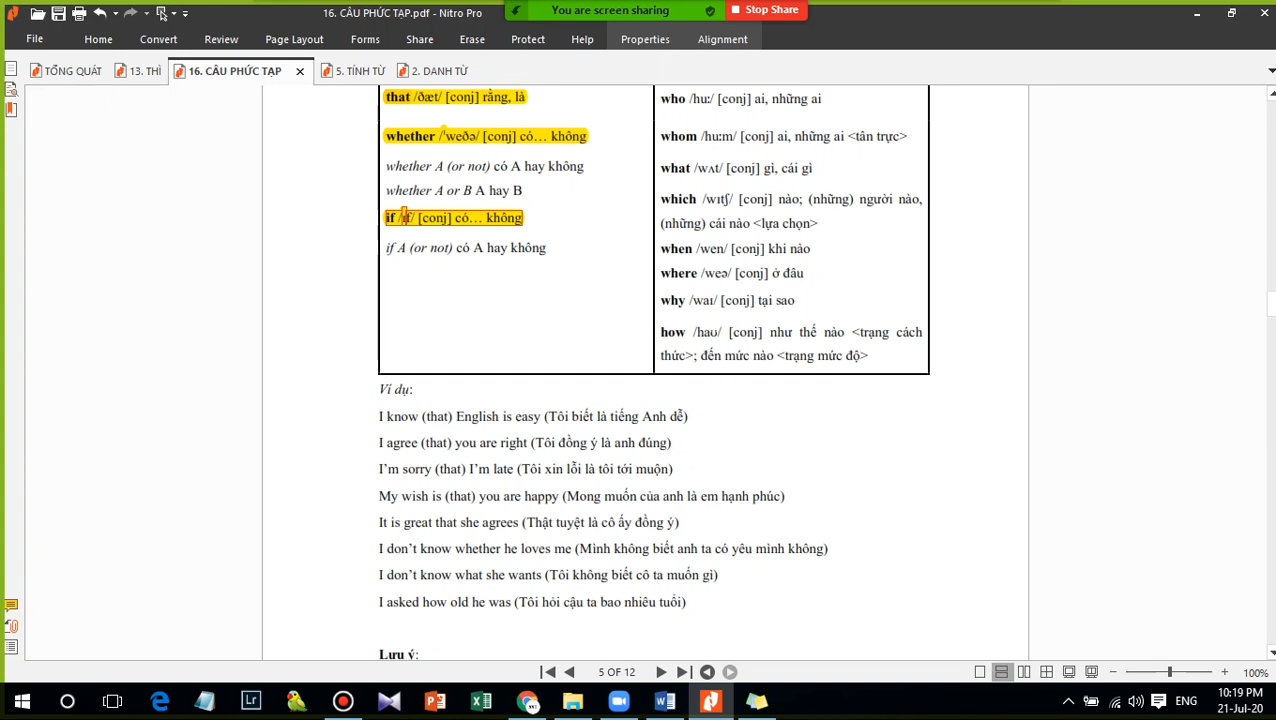 16. CÂU PHỨC TẠP.pdf - Nitro Pro
You are screen sharing
Stop Share
File Home Convert Review Page Layout Forms Share Erase Protect Help Properties Alignment
TỔNG QUÁT 13. THÌ 16. CÂU PHỨC TẠP 5. TÍNH TỪ 2. DANH TỪ
that /ðæt/ [conj] rằng, là
whether /ˈweðə/ [conj] có… không
whether A (or not) có A hay không
whether A or B A hay B
if /ɪf/ [conj] có… không
if A (or not) có A hay không
who /huː/ [conj] ai, những ai
whom /huːm/ [conj] ai, những ai <tân trực>
what /wʌt/ [conj] gì, cái gì
which /wɪtʃ/ [conj] nào; (những) người nào,
(những) cái nào <lựa chọn>
when /wen/ [conj] khi nào
where /weə/ [conj] ở đâu
why /waɪ/ [conj] tại sao
how /haʊ/ [conj] như thế nào <trạng cách
thức>; đến mức nào <trạng mức độ>
Ví dụ:
I know (that) English is easy (Tôi biết là tiếng Anh dễ)
I agree (that) you are right (Tôi đồng ý là anh đúng)
I’m sorry (that) I’m late (Tôi xin lỗi là tôi tới muộn)
My wish is (that) you are happy (Mong muốn của anh là em hạnh phúc)
It is great that she agrees (Thật tuyệt là cô ấy đồng ý)
I don’t know whether he loves me (Mình không biết anh ta có yêu mình không)
I don’t know what she wants (Tôi không biết cô ta muốn gì)
I asked how old he was (Tôi hỏi cậu ta bao nhiêu tuổi)
Lưu ý:
5 OF 12
100%
Lr
ENG
10:19 PM
21-Jul-20